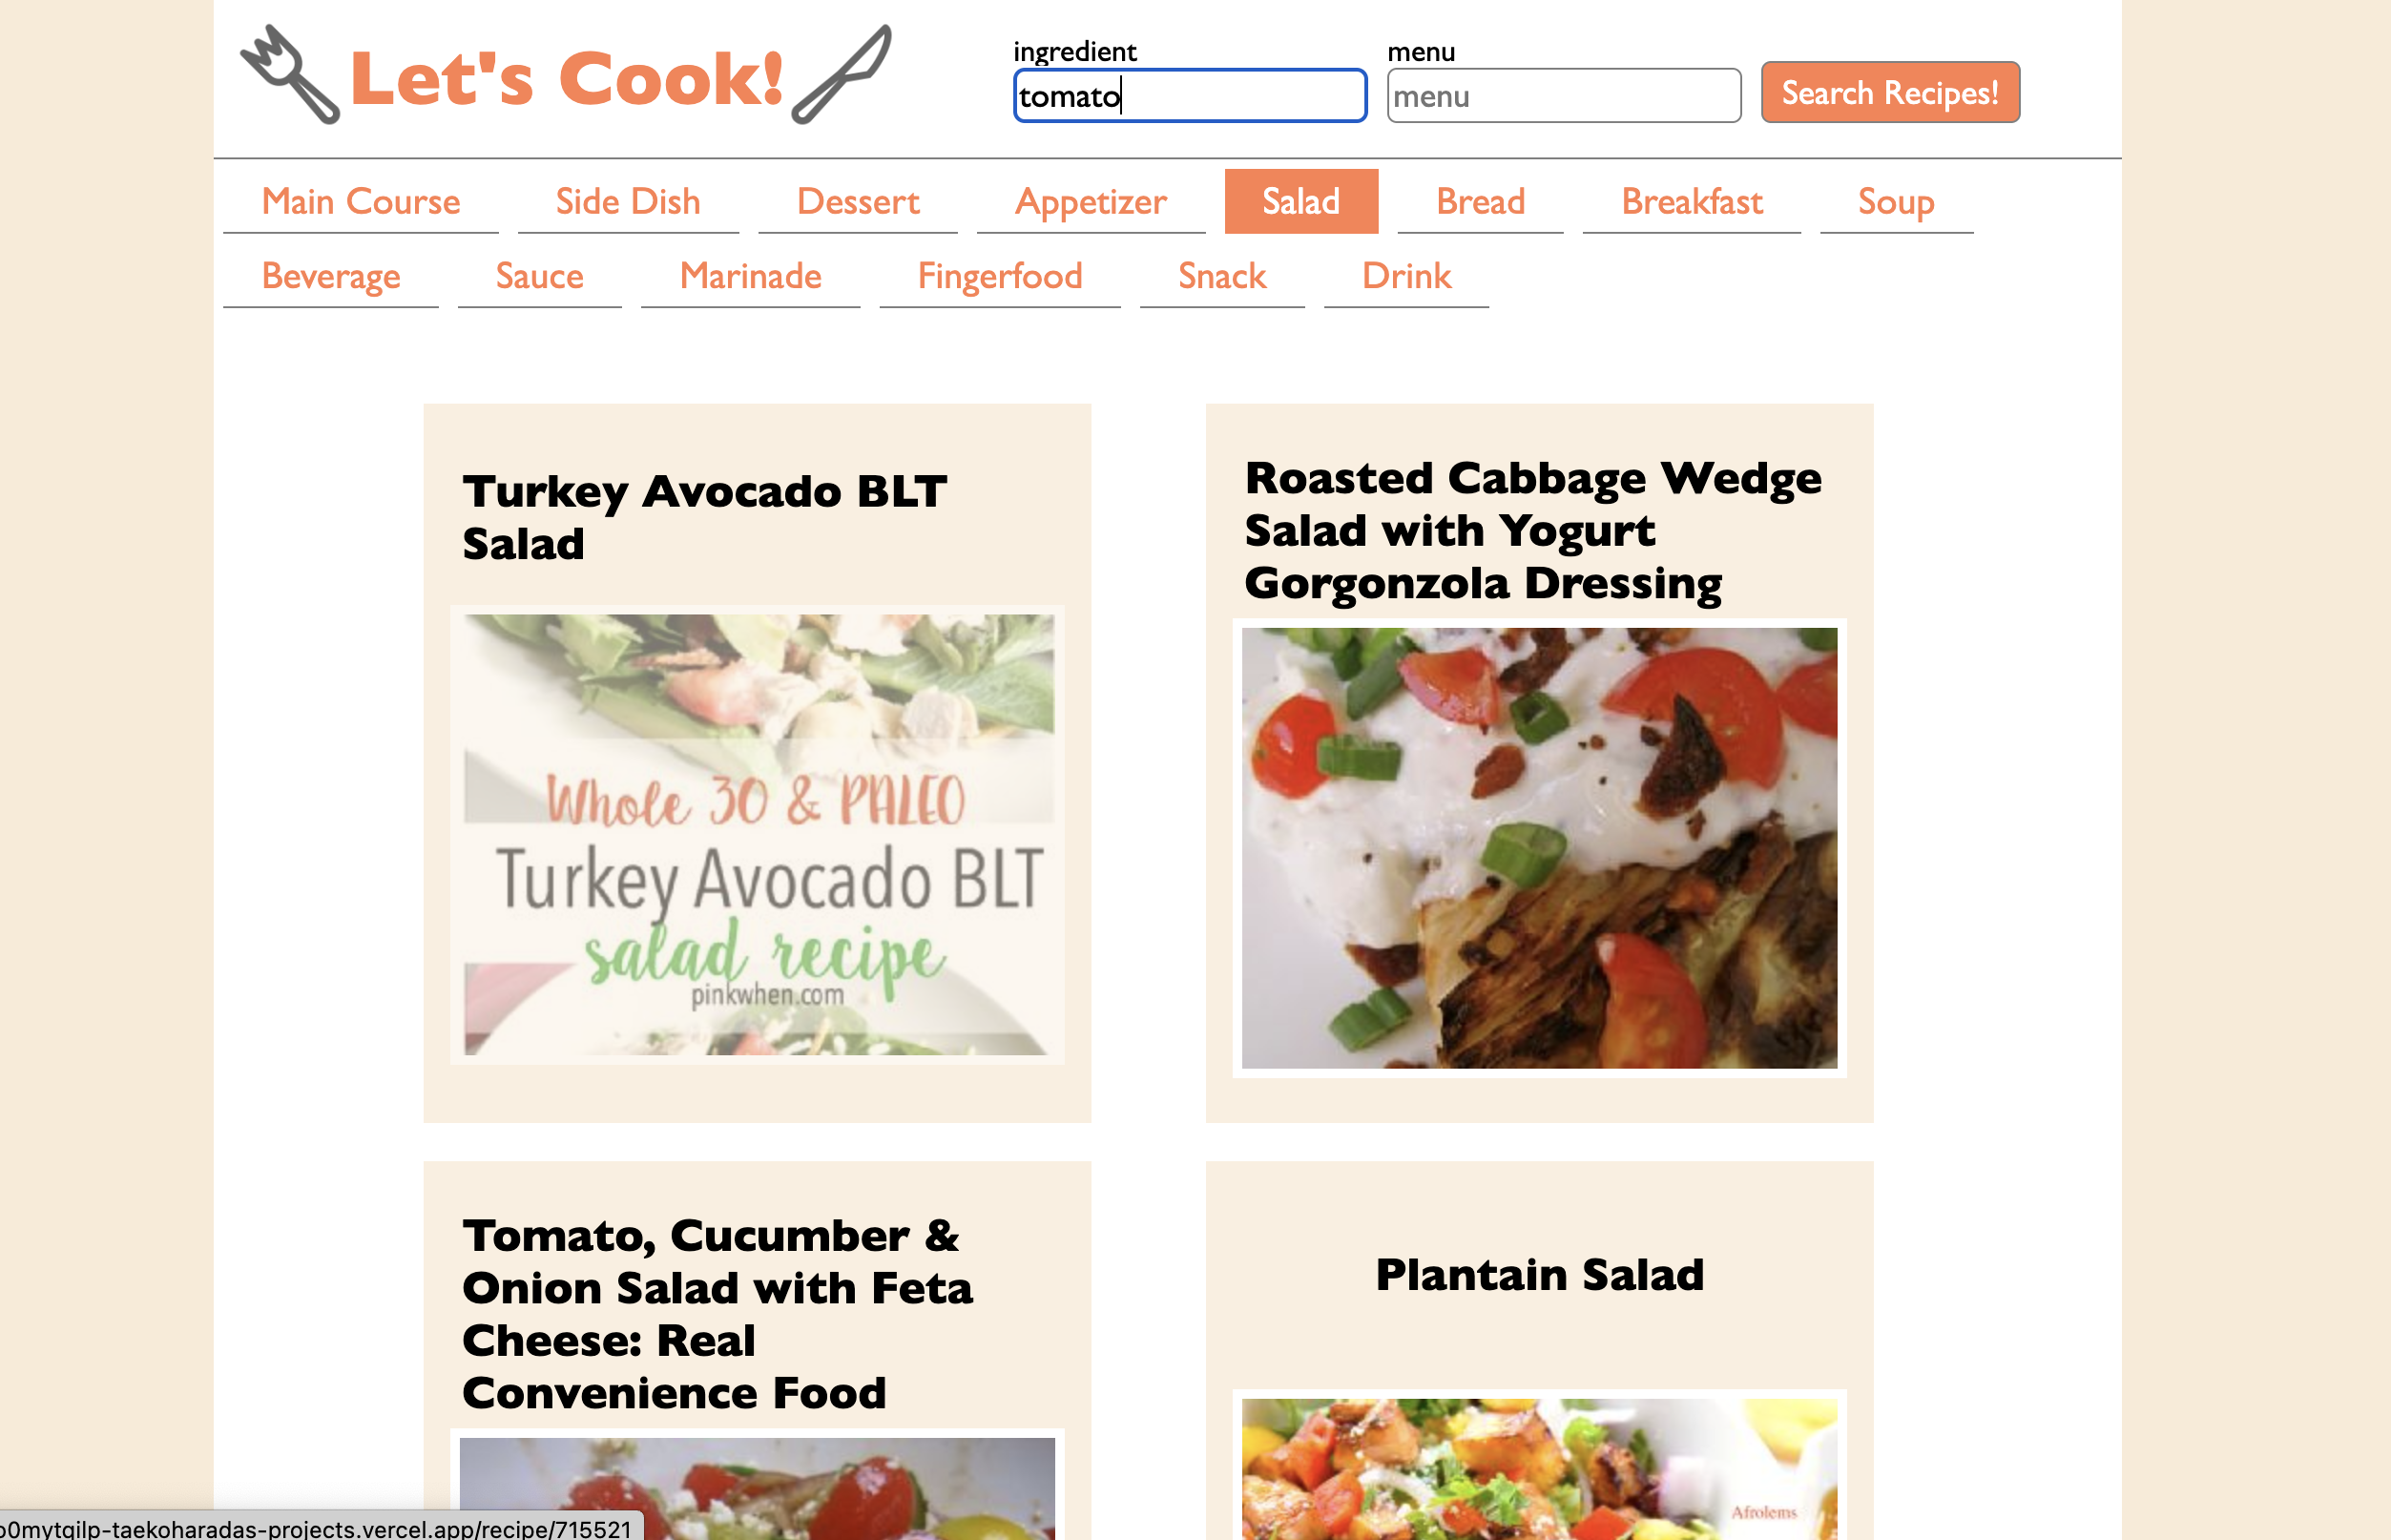 Let's Cook!
ingredient
menu
tomato
menu
Search Recipes!
Main Course
Side Dish
Dessert
Appetizer
Salad
Bread
Breakfast
Soup
Beverage
Sauce
Marinade
Fingerfood
Snack
Drink
Turkey Avocado BLT
Salad
Whole 30 & PALEO
Turkey Avocado BLT
salad recipe
pinkwhen.com
Roasted Cabbage Wedge
Salad with Yogurt
Gorgonzola Dressing
Tomato, Cucumber &
Onion Salad with Feta
Cheese: Real
Convenience Food
Plantain Salad
Afrolems
-taekoharadas-projects.vercel.app/recipe/715521